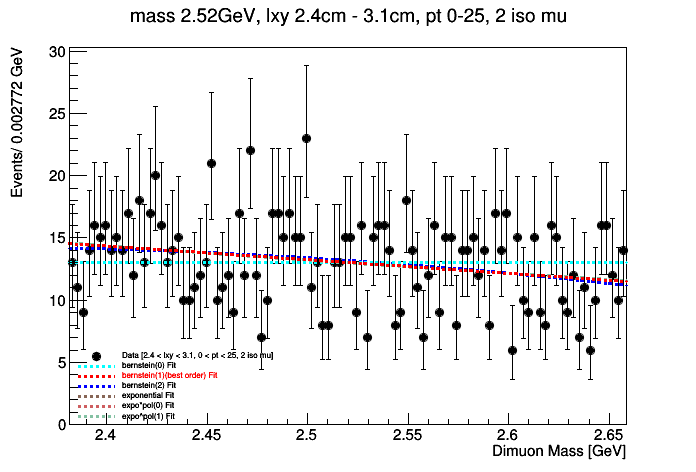 mass 2.52GeV, lxy 2.4cm - 3.1cm, pt 0-25, 2 iso mu
Events/ 0.002772 GeV
30
25
20
15
10
5
0
Data [2.4 < lxy < 3.1, 0 < pt < 25, 2 iso mu]
bernstein(0) Fit
bernstein(1)(best order) Fit
bernstein(2) Fit
exponential Fit
expo*pol(0) Fit
expo*pol(1) Fit
2.4 2.45 2.5 2.55 2.6 2.65
Dimuon Mass [GeV]